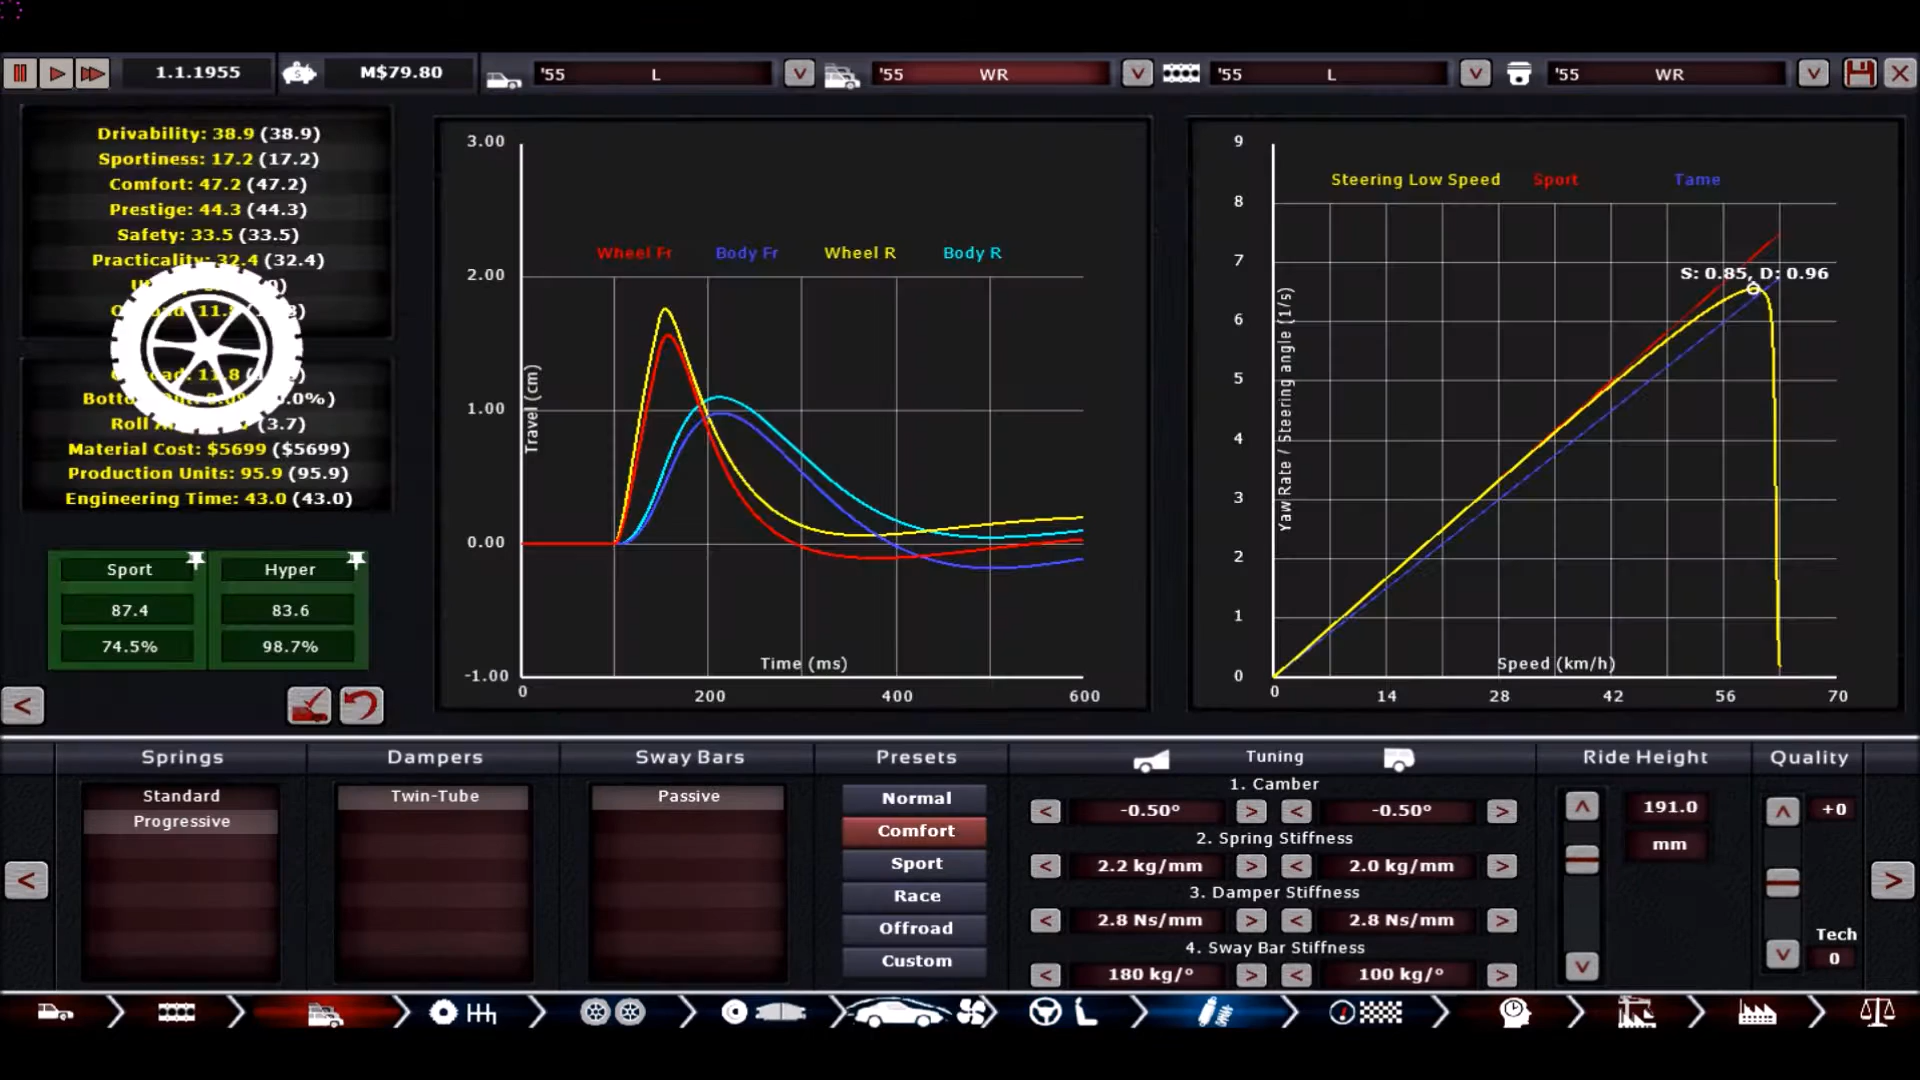 1.1.1955
M$79.80
'55 L
'55 WR
'55 L
'55 WR
Drivability: 38.9 (38.9)
Sportiness: 17.2 (17.2)
Comfort: 47.2 (47.2)
Prestige: 44.3 (44.3)
Safety: 33.5 (33.5)
Practicality: 32.4 (32.4)
Roll (3.7)
Material Cost: $5699 ($5699)
Production Units: 95.9 (95.9)
Engineering Time: 43.0 (43.0)
Sport Hyper
87.4 83.6
74.5% 98.7%
3.00
2.00
1.00
0.00
-1.00
Wheel Fr Body Fr Wheel R Body R
Travel (cm)
Time (ms)
0 200 400 600
9
8
7
6
5
4
3
2
1
0
Steering Low Speed Sport Tame
S: 0.85, D: 0.96
Yaw Rate / Steering angle (1/s)
Speed (km/h)
0 14 28 42 56 70
Springs
Standard
Progressive
Dampers
Twin-Tube
Sway Bars
Passive
Presets
Normal
Comfort
Sport
Race
Offroad
Custom
Tuning
1. Camber
-0.50° -0.50°
2. Spring Stiffness
2.2 kg/mm 2.0 kg/mm
3. Damper Stiffness
2.8 Ns/mm 2.8 Ns/mm
4. Sway Bar Stiffness
180 kg/° 100 kg/°
Ride Height
191.0
mm
Quality
+0
Tech
0